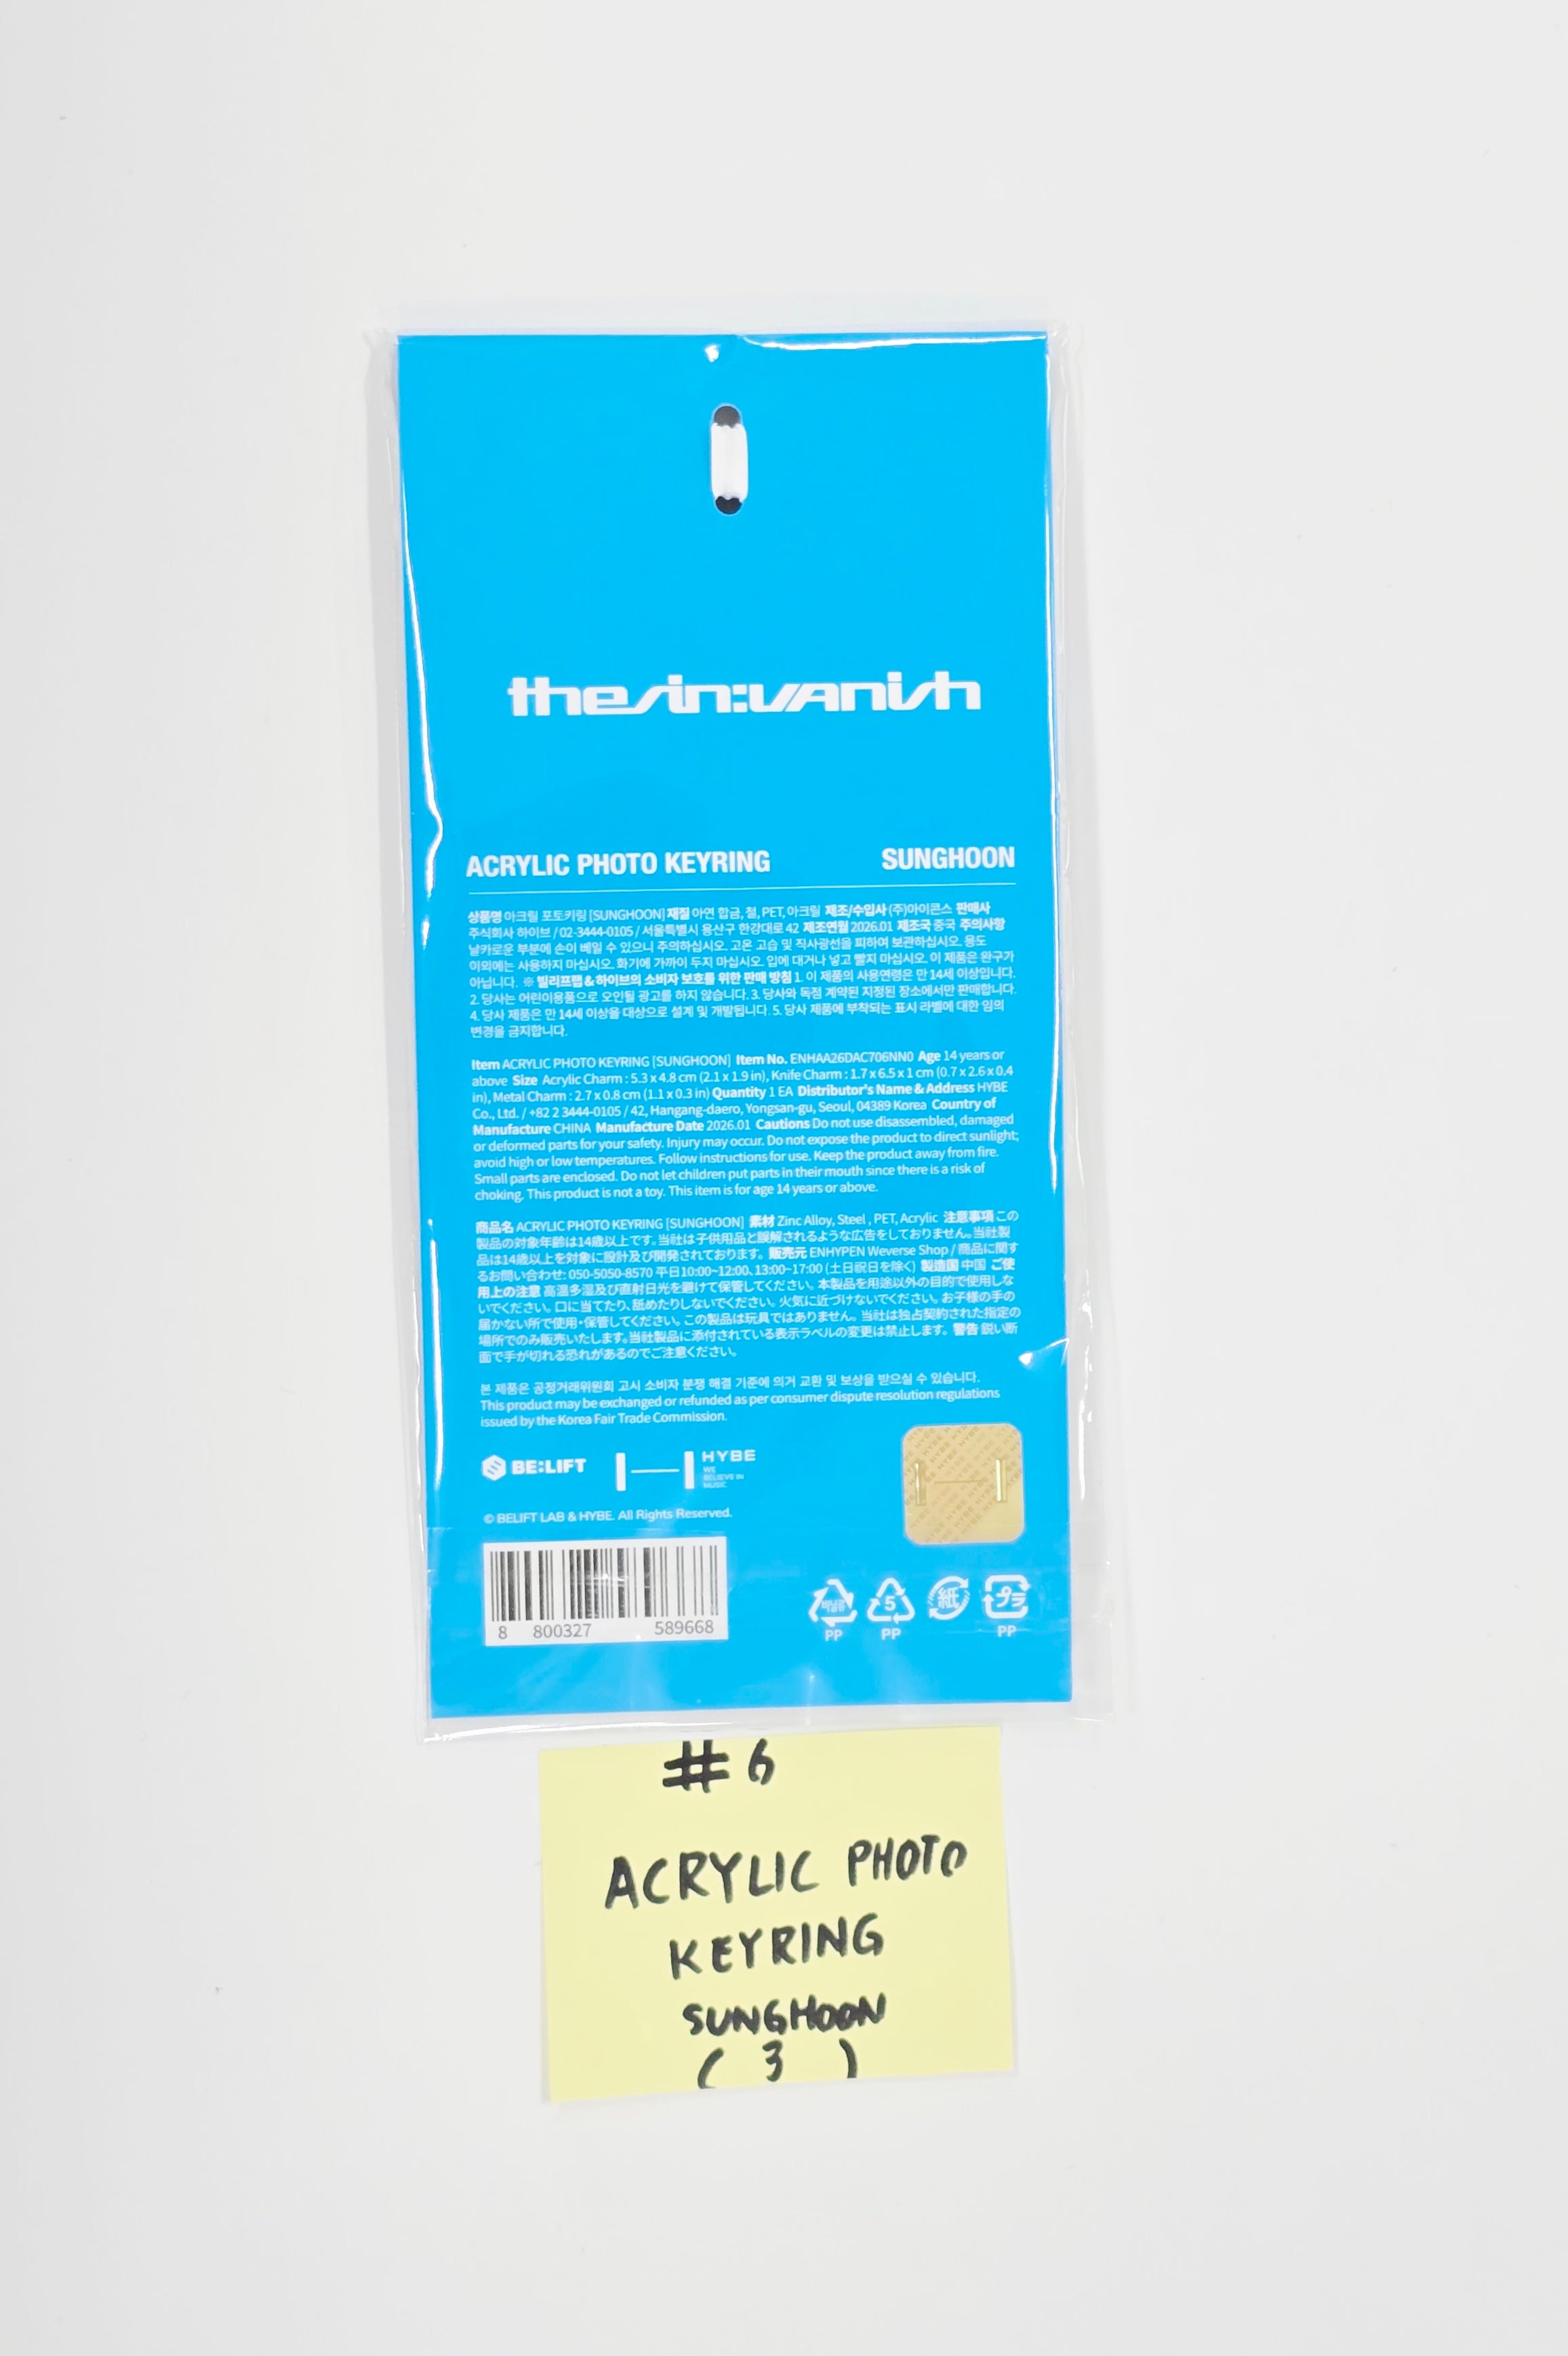 the sin:vanish
ACRYLIC PHOTO KEYRING SUNGHOON
상품명 아크릴 포토키링 [SUNGHOON] 재질 아연 합금, 철, PET, 아크릴 제조/수입사 (주)아이콘스 판매사
주식회사 하이브 / 02-3444-0105 / 서울특별시 용산구 한강대로 42 제조연월 2026.01 제조국 중국 주의사항
날카로운 부분에 손이 베일 수 있으니 주의하십시오. 고온 고습 및 직사광선을 피하여 보관하십시오. 용도
이외에는 사용하지 마십시오. 화기에 가까이 두지 마십시오. 입에 대거나 넣고 빨지 마십시오. 이 제품은 완구가
아닙니다. ※ 빌리프랩 & 하이브의 소비자 보호를 위한 판매 방침 1. 이 제품의 사용연령은 만 14세 이상입니다.
2. 당사는 어린이용품으로 오인될 광고를 하지 않습니다. 3. 당사와 독점 계약된 지정된 장소에서만 판매합니다.
4. 당사 제품은 만 14세 이상을 대상으로 설계 및 개발됩니다. 5. 당사 제품에 부착되는 표시 라벨에 대한 임의
변경을 금지합니다.
Item ACRYLIC PHOTO KEYRING [SUNGHOON] Item No. ENHAA26DAC706NN0 Age 14 years or
above Size Acrylic Charm : 5.3 x 4.8 cm (2.1 x 1.9 in), Knife Charm : 1.7 x 6.5 x 1 cm (0.7 x 2.6 x 0.4
in), Metal Charm : 2.7 x 0.8 cm (1.1 x 0.3 in) Quantity 1 EA Distributor's Name & Address HYBE
Co., Ltd. / +82 2 3444-0105 / 42, Hangang-daero, Yongsan-gu, Seoul, 04389 Korea Country of
Manufacture CHINA Manufacture Date 2026.01 Cautions Do not use disassembled, damaged
or deformed parts for your safety. Injury may occur. Do not expose the product to direct sunlight;
avoid high or low temperatures. Follow instructions for use. Keep the product away from fire.
Small parts are enclosed. Do not let children put parts in their mouth since there is a risk of
choking. This product is not a toy. This item is for age 14 years or above.
商品名 ACRYLIC PHOTO KEYRING [SUNGHOON] 素材 Zinc Alloy, Steel , PET, Acrylic 注意事項 この
製品の対象年齢は14歳以上です。当社は子供用品と誤解されるような広告をしておりません。当社製
品は14歳以上を対象に設計及び開発されております。 販売元 ENHYPEN Weverse Shop / 商品に関す
るお問い合わせ: 050-5050-8570 平日10:00~12:00、13:00~17:00 (土日祝日を除く) 製造国 中国 ご使
用上の注意 高温多湿及び直射日光を避けて保管してください。本製品を用途以外の目的で使用しな
いでください。口に当てたり、舐めたりしないでください。火気に近づけないでください。お子様の手の
届かない所で使用・保管してください。この製品は玩具ではありません。当社は独占契約された指定の
場所でのみ販売いたします。当社製品に添付されている表示ラベルの変更は禁止します。 警告 鋭い断
面で手が切れる恐れがあるのでご注意ください。
본 제품은 공정거래위원회 고시 소비자 분쟁 해결 기준에 의거 교환 및 보상을 받으실 수 있습니다.
This product may be exchanged or refunded as per consumer dispute resolution regulations
issued by the Korea Fair Trade Commission.
BE:LIFT HYBE
WE
BELIEVE IN
MUSIC
© BELIFT LAB & HYBE. All Rights Reserved.
8 800327 589668
5 紙 プラ
PP PP PP
#6
ACRYLIC PHOTO
KEYRING
SUNGHOON
( 3 )